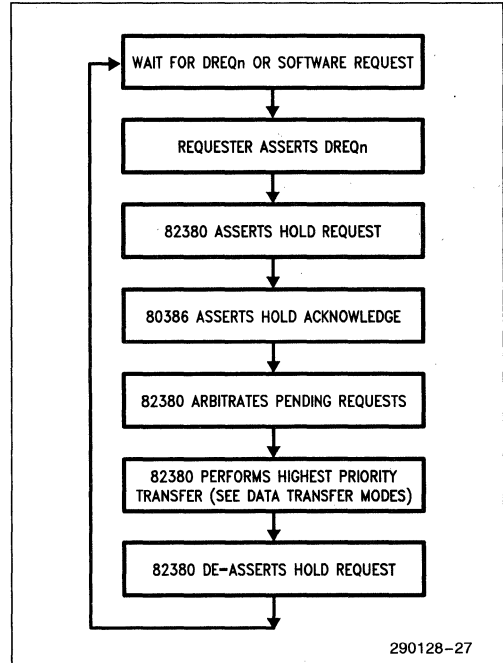 WAIT FOR DREQn OR SOFTWARE REQUEST
REQUESTER ASSERTS DREQn
82380 ASSERTS HOLD REQUEST
80386 ASSERTS HOLD ACKNOWLEDGE
82380 ARBITRATES PENDING REQUESTS
82380 PERFORMS HIGHEST PRIORITY
TRANSFER (SEE DATA TRANSFER MODES)
82380 DE-ASSERTS HOLD REQUEST
290128-27